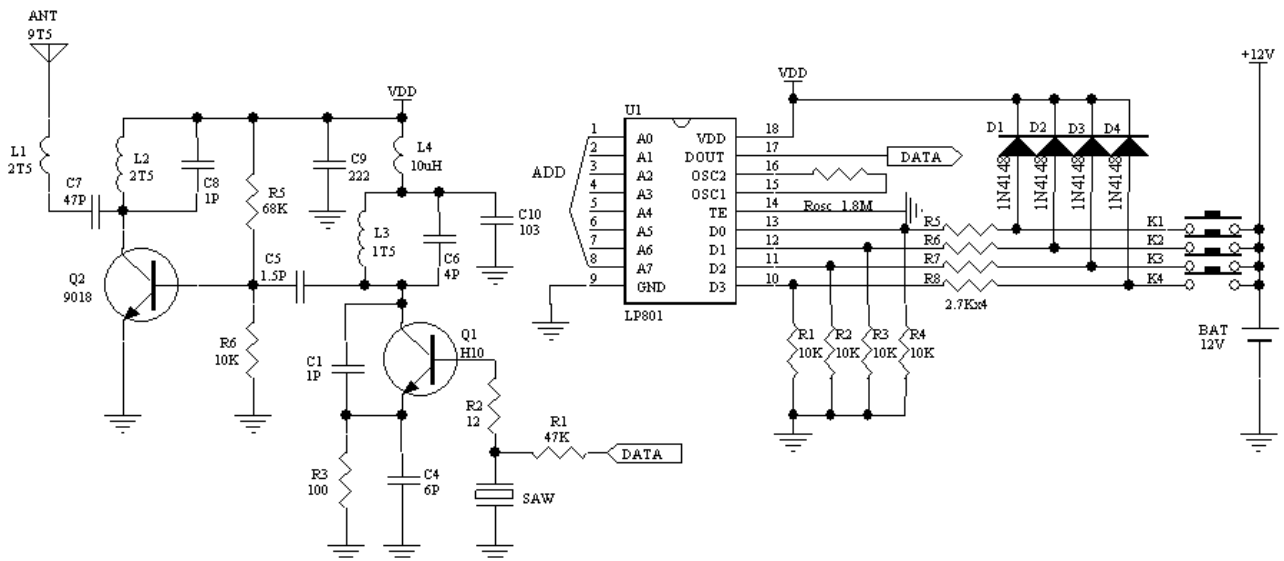 ANT
9T5
L1
2T5
C7
47P
L2
2T5
C8
1P
R5
68K
C9
222
VDD
L4
10uH
L3
1T5
C6
4P
C10
103
Q2
9018
C5
1.5P
R6
10K
C1
1P
Q1
H10
R2
12
R1
47K
DATA
R3
100
C4
6P
SAW
U1
ADD
1
2
3
4
5
6
7
8
9
A0
A1
A2
A3
A4
A5
A6
A7
GND
VDD
DOUT
OSC2
OSC1
TE
D0
D1
D2
D3
18
17
16
15
14
13
12
11
10
LP801
VDD
DATA
Rosc 1.8M
R5
R6
R7
R8
2.7Kx4
R1
10K
R2
10K
R3
10K
R4
10K
D1
D2
D3
D4
1N4148
1N4148
1N4148
1N4148
K1
K2
K3
K4
+12V
BAT
12V